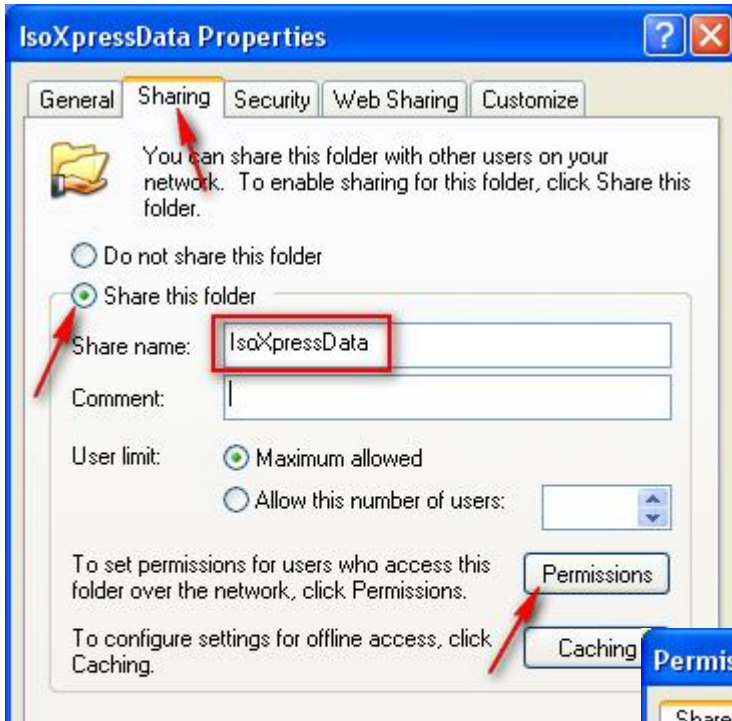 IsoXpressData Properties
General Sharing Security Web Sharing Customize
You can share this folder with other users on your
network. To enable sharing for this folder, click Share this
folder.
Do not share this folder
Share this folder
Share name: IsoXpressData
Comment:
User limit: Maximum allowed
Allow this number of users:
To set permissions for users who access this
folder over the network, click Permissions.
Permissions
To configure settings for offline access, click
Caching.
Caching
Permis
Share